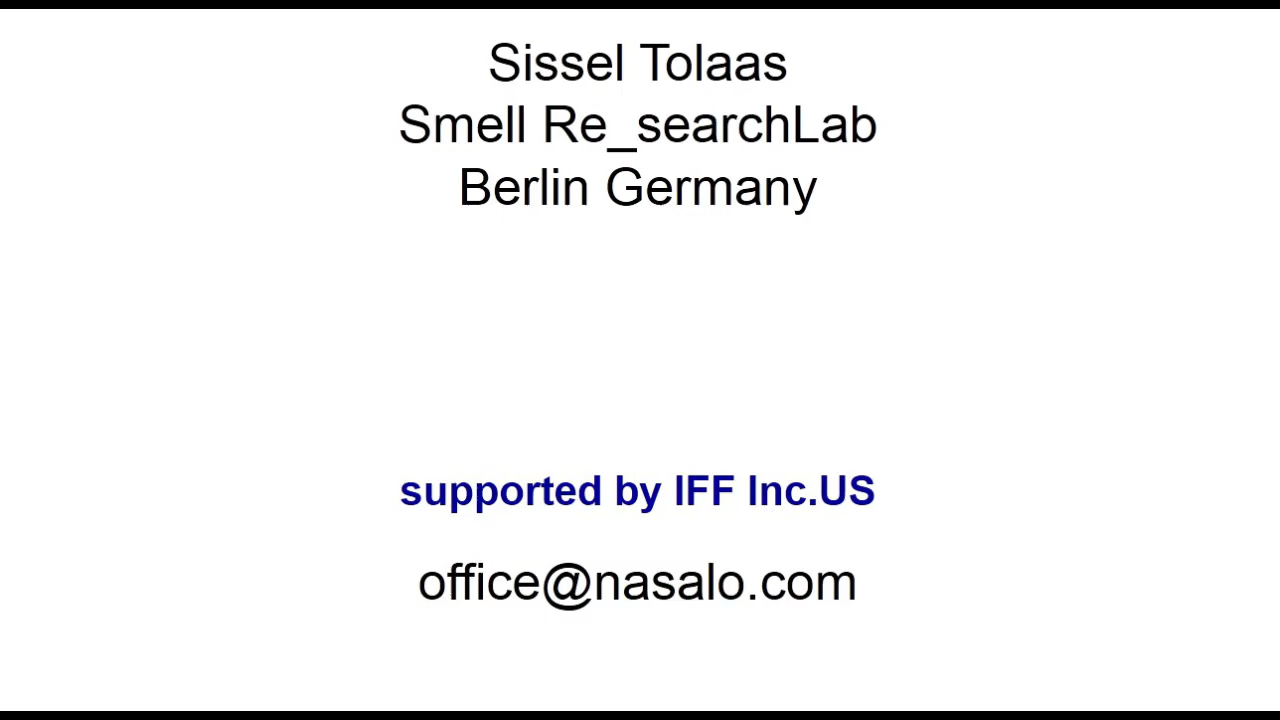 Sissel Tolaas
Smell Re_searchLab
Berlin Germany
supported by IFF Inc.US
office@nasalo.com